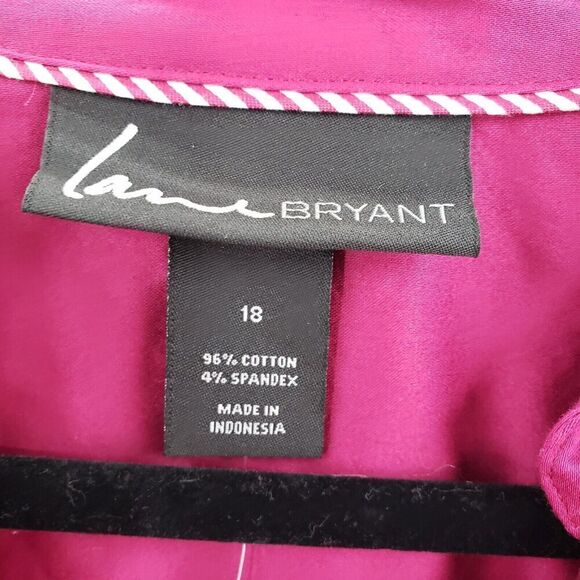 Lane BRYANT
18
96% COTTON
4% SPANDEX
MADE IN
INDONESIA